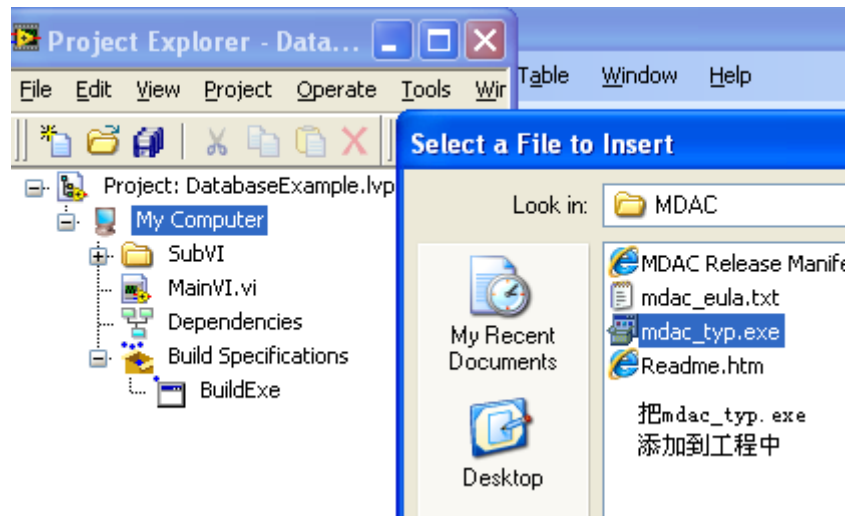 Project Explorer - Data...
File Edit View Project Operate Tools Wir
Table Window Help
Select a File to Insert
Project: DatabaseExample.lvp
My Computer
SubVI
MainVI.vi
Dependencies
Build Specifications
BuildExe
Look in: MDAC
My Recent
Documents
Desktop
MDAC Release Manife
mdac_eula.txt
mdac_typ.exe
Readme.htm
把mdac_typ.exe
添加到工程中